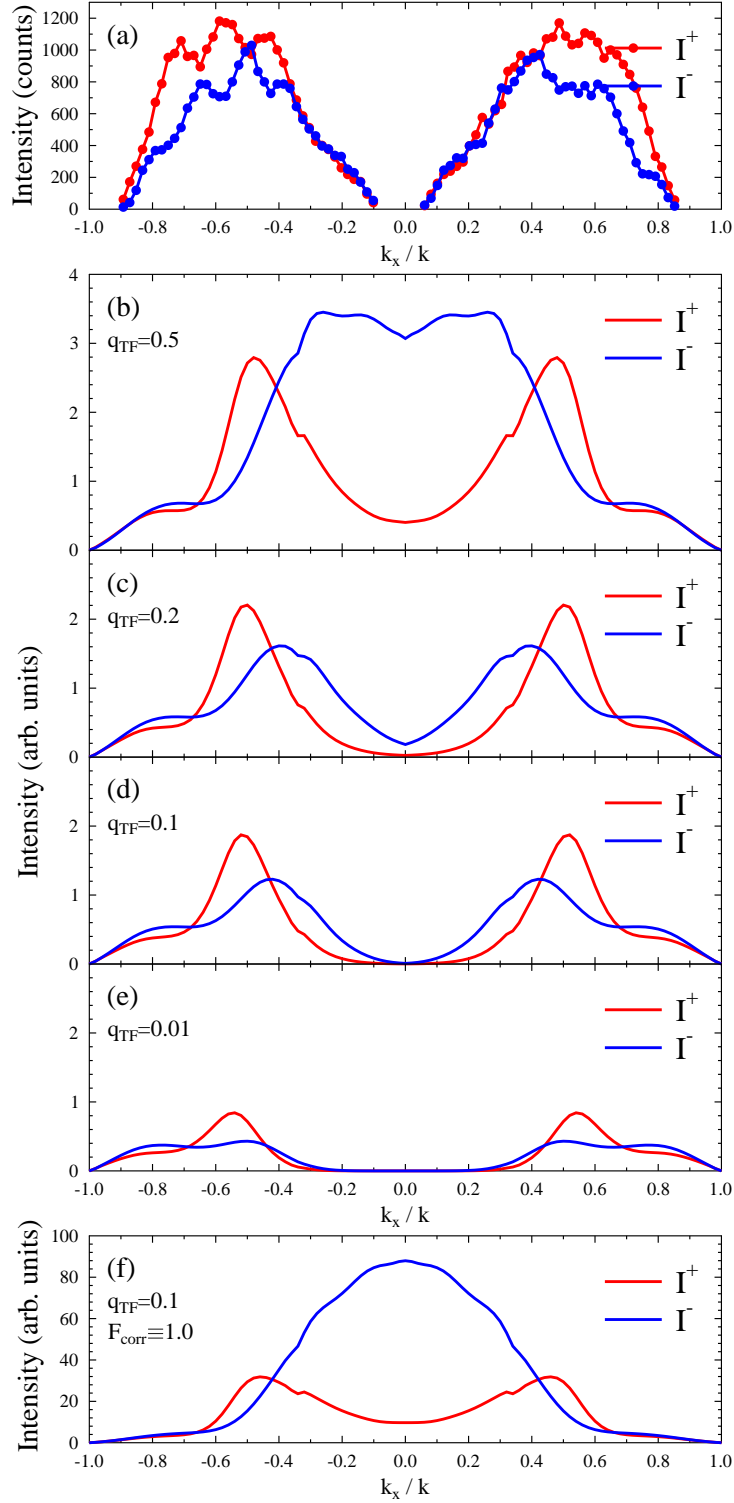 (a)
I⁺
I⁻
Intensity (counts)
0
200
400
600
800
1000
1200
-1.0 -0.8 -0.6 -0.4 -0.2 0.0 0.2 0.4 0.6 0.8 1.0
kₓ / k
(b)
q_TF=0.5
I⁺
I⁻
0
1
2
3
4
(c)
q_TF=0.2
I⁺
I⁻
0
1
2
(d)
q_TF=0.1
I⁺
I⁻
0
1
2
Intensity (arb. units)
(e)
q_TF=0.01
I⁺
I⁻
0
1
2
-1.0 -0.8 -0.6 -0.4 -0.2 0.0 0.2 0.4 0.6 0.8 1.0
kₓ / k
(f)
q_TF=0.1
F_corr≡1.0
I⁺
I⁻
Intensity (arb. units)
0
20
40
60
80
100
-1.0 -0.8 -0.6 -0.4 -0.2 0.0 0.2 0.4 0.6 0.8 1.0
kₓ / k